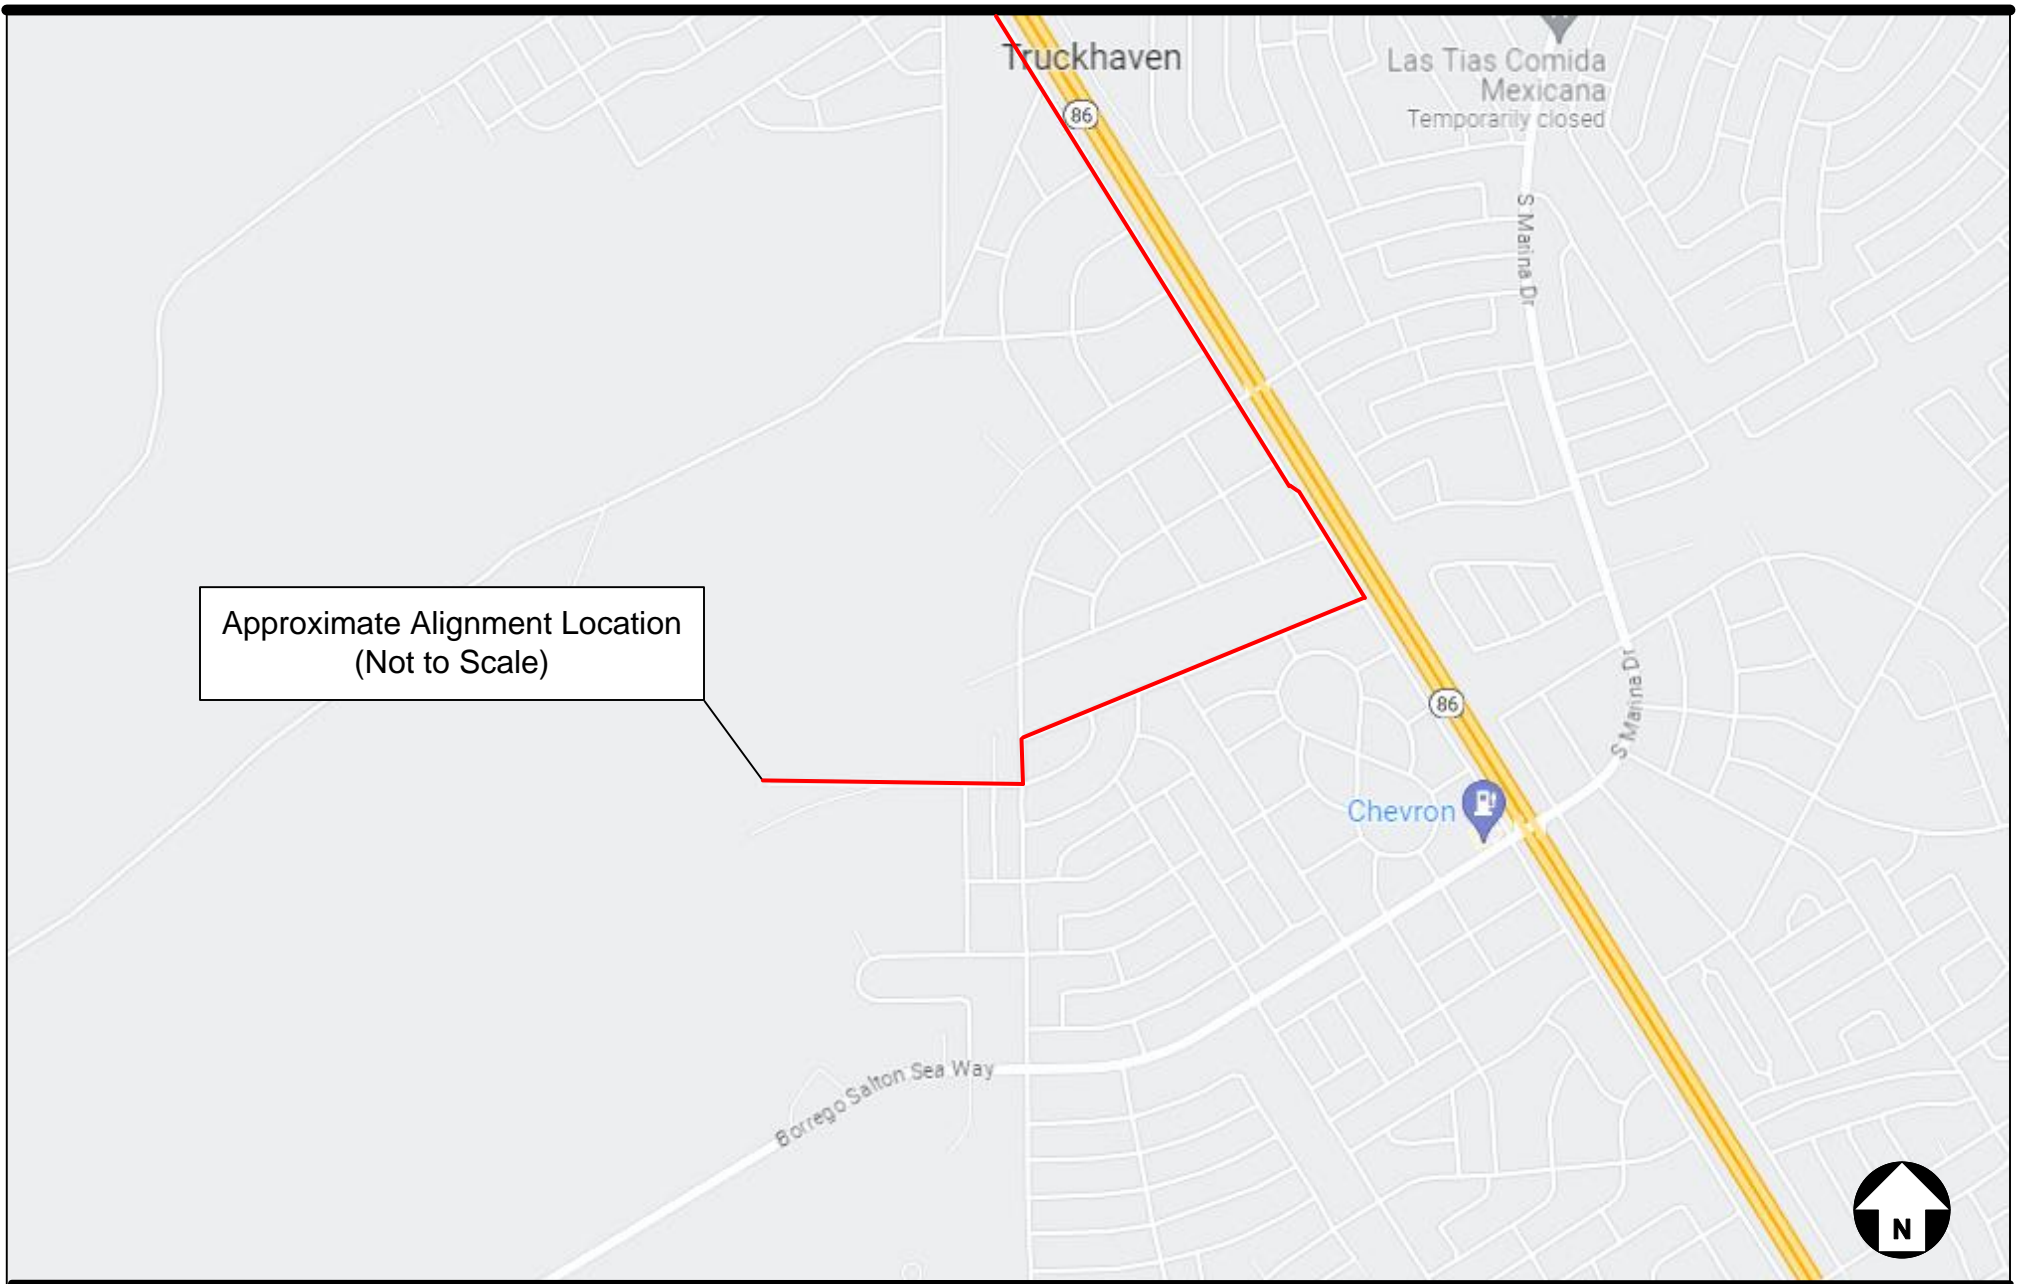 Truckhaven
Las Tias Comida
Mexicana
Temporarily closed
86
S Marina Dr
Approximate Alignment Location
(Not to Scale)
S Marina Dr
86
Chevron
Borrego Salton Sea Way
N